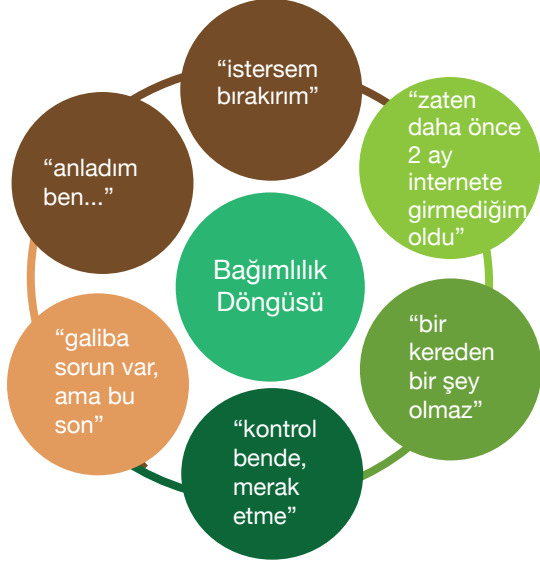 “istersem
bırakırım”
“zaten
daha önce
2 ay
internete
girmediğim
oldu”
“bir
kereden
bir şey
olmaz”
“kontrol
bende,
merak
etme”
“galiba
sorun var,
ama bu
son”
“anladım
ben...”
Bağımlılık
Döngüsü